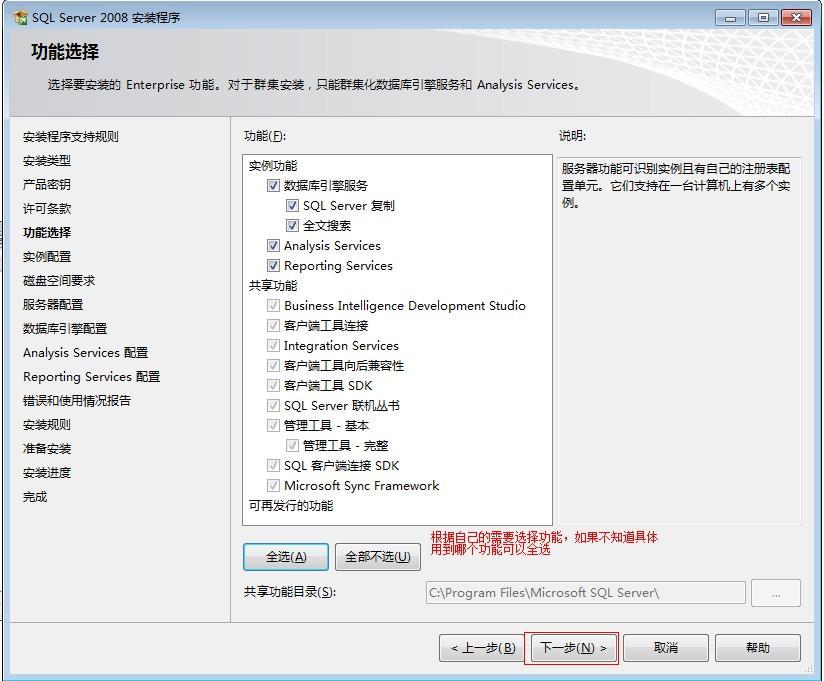 SQL Server 2008 安装程序
功能选择
选择要安装的 Enterprise 功能。对于群集安装，只能群集化数据库引擎服务和 Analysis Services。
安装程序支持规则
安装类型
产品密钥
许可条款
功能选择
实例配置
磁盘空间要求
服务器配置
数据库引擎配置
Analysis Services 配置
Reporting Services 配置
错误和使用情况报告
安装规则
准备安装
安装进度
完成
功能(F):
实例功能
数据库引擎服务
SQL Server 复制
全文搜索
Analysis Services
Reporting Services
共享功能
Business Intelligence Development Studio
客户端工具连接
Integration Services
客户端工具向后兼容性
客户端工具 SDK
SQL Server 联机丛书
管理工具 - 基本
管理工具 - 完整
SQL 客户端连接 SDK
Microsoft Sync Framework
可再发行的功能
说明:
服务器功能可识别实例且有自己的注册表配
置单元。它们支持在一台计算机上有多个实
例。
全选(A)
全部不选(U)
根据自己的需要选择功能，如果不知道具体
用到哪个功能可以全选
共享功能目录(S):
C:\Program Files\Microsoft SQL Server\
...
< 上一步(B)
下一步(N) >
取消
帮助